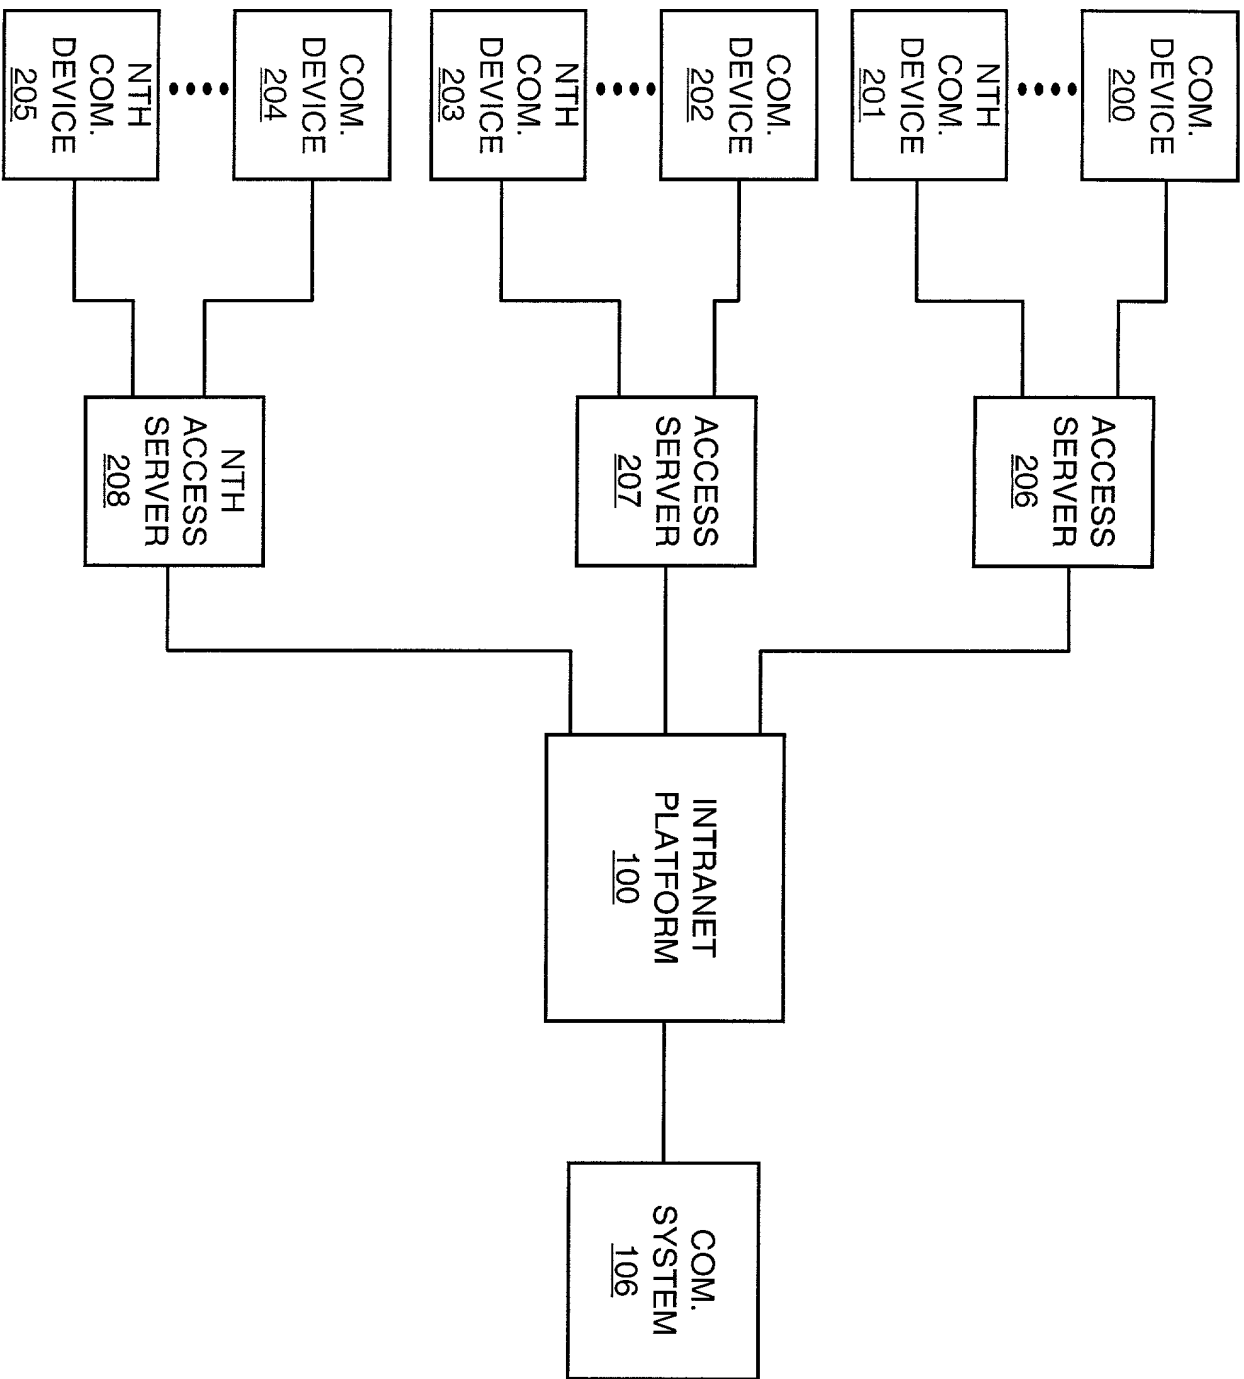 COM.
DEVICE
200
NTH
COM.
DEVICE
201
COM.
DEVICE
202
NTH
COM.
DEVICE
203
COM.
DEVICE
204
NTH
COM.
DEVICE
205
ACCESS
SERVER
206
ACCESS
SERVER
207
NTH
ACCESS
SERVER
208
INTRANET
PLATFORM
100
COM.
SYSTEM
106